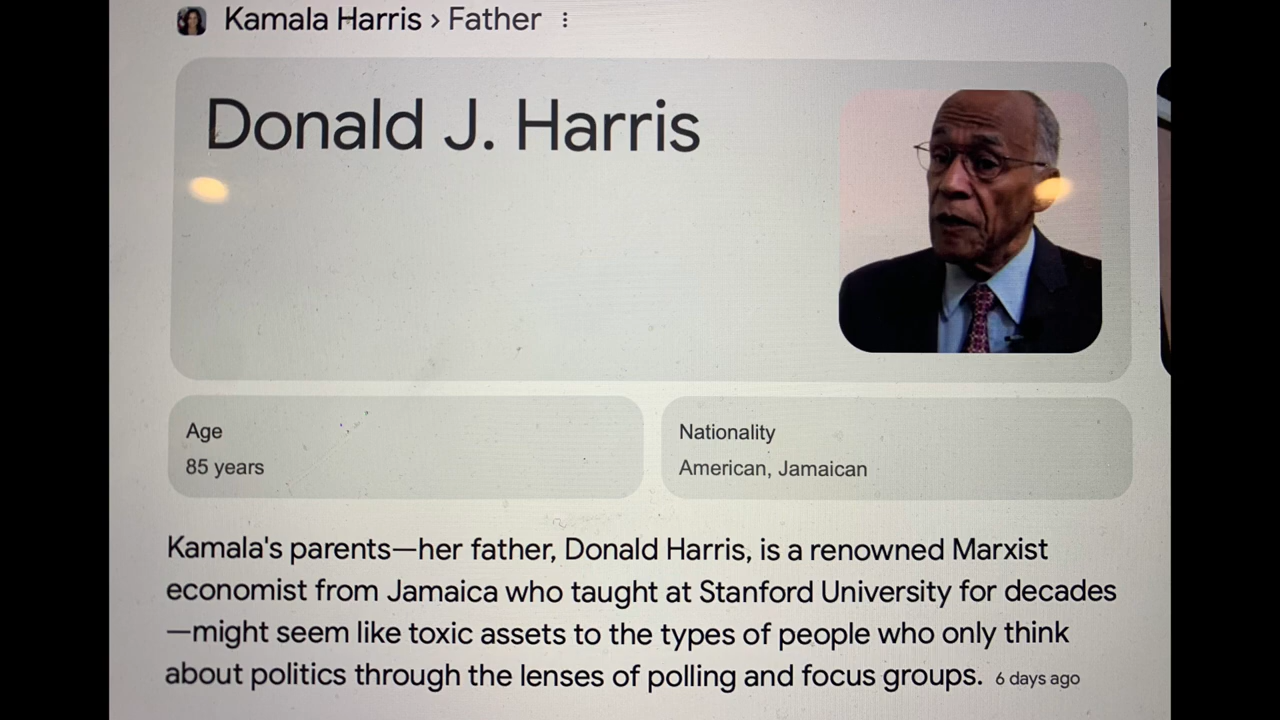 Kamala Harris › Father
Donald J. Harris
Age
85 years
Nationality
American, Jamaican
Kamala's parents—her father, Donald Harris, is a renowned Marxist
economist from Jamaica who taught at Stanford University for decades
—might seem like toxic assets to the types of people who only think
about politics through the lenses of polling and focus groups. 6 days ago